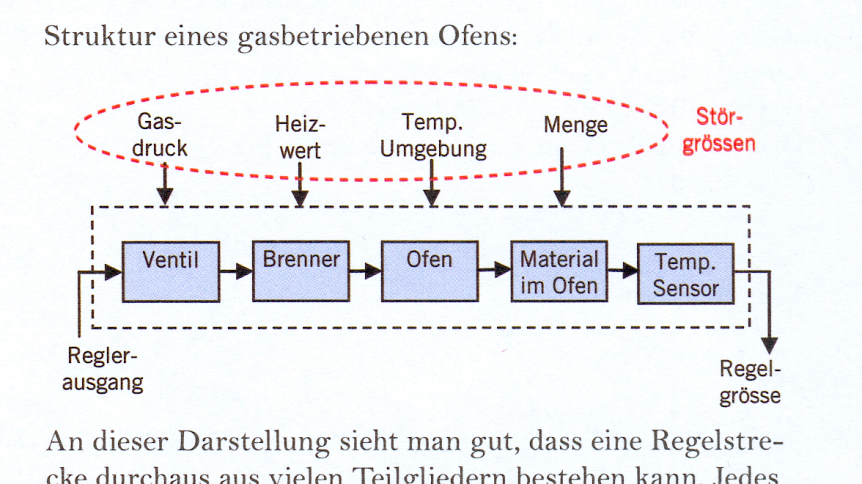 Struktur eines gasbetriebenen Ofens:
Gas-
druck
Heiz-
wert
Temp.
Umgebung
Menge
Stör-
grössen
Ventil
Brenner
Ofen
Material
im Ofen
Temp.
Sensor
Regler-
ausgang
Regel-
grösse
An dieser Darstellung sieht man gut, dass eine Regelstre-
cke durchaus aus vielen Teilgliedern bestehen kann. Jedes